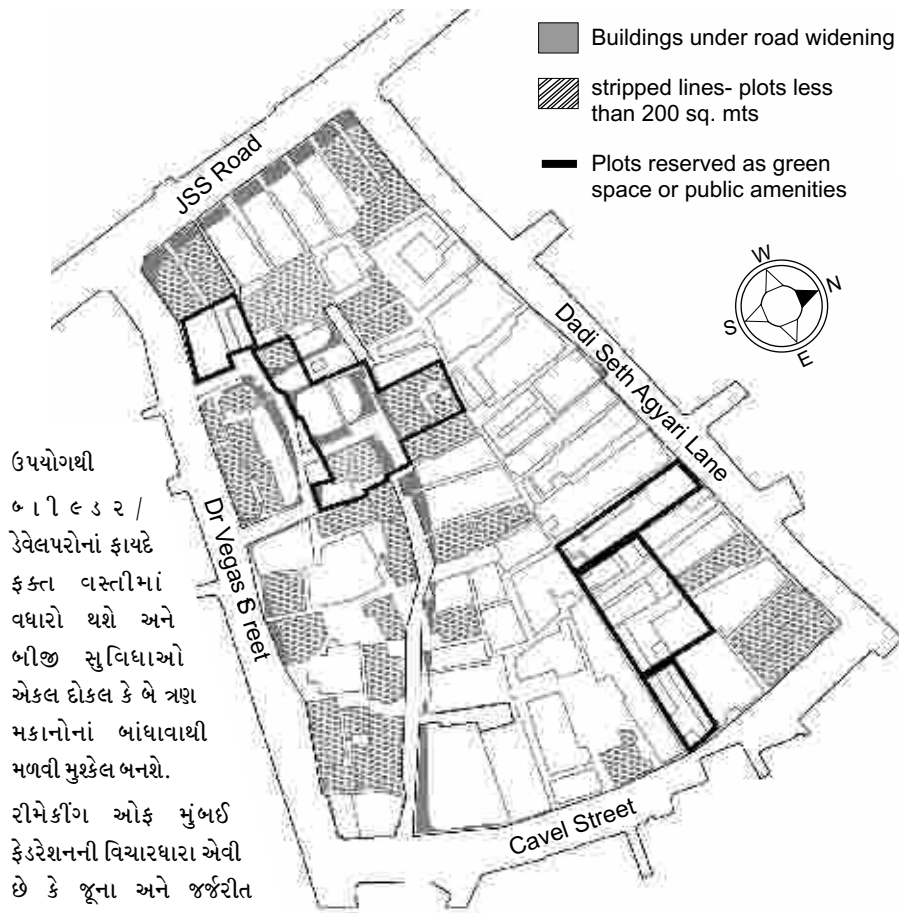 Buildings under road widening
stripped lines- plots less
than 200 sq. mts
Plots reserved as green
space or public amenities
JSS Road
W
N
S
E
Dadi Seth Agyari Lane
Dr Vegas S reet
Cavel Street
ઉપયોગથી
બાીલ્ડર /
ડેવેલપરોનાં ફાયદે
ફક્ત વસ્તીમાં
વધારો થશે અને
બીજી સુવિધાઓ
એકલ દોકલ કે બે ત્રણ
મકાનોનાં બાંધાવાથી
મળવી મુશ્કેલ બનશે.
રીમેકીંગ ઓફ મુંબઈ
ફેડરેશનની વિચારધારા એવી
છે કે જૂના અને જર્જરીત